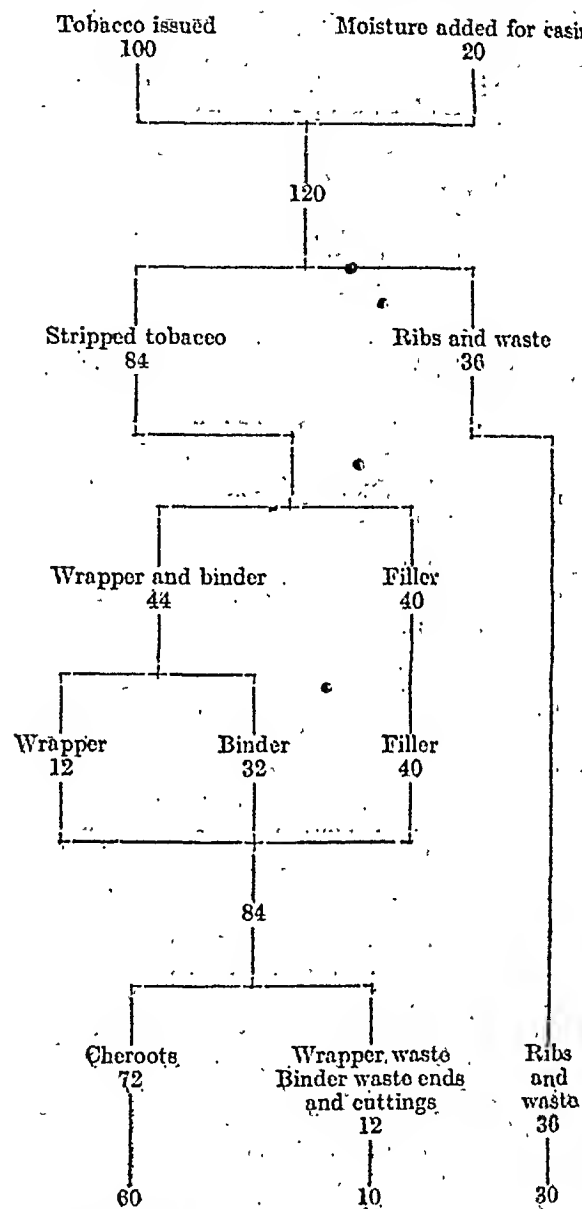 Tobacco issued Moisture added for casin
100 20
120
Stripped tobacco Ribs and waste
84 36
Wrapper and binder Filler
44 40
Wrapper Binder Filler
12 32 40
84
Cheroots Wrapper waste Ribs
72 Binder waste ends and
and cuttings waste
12 36
60 10 30